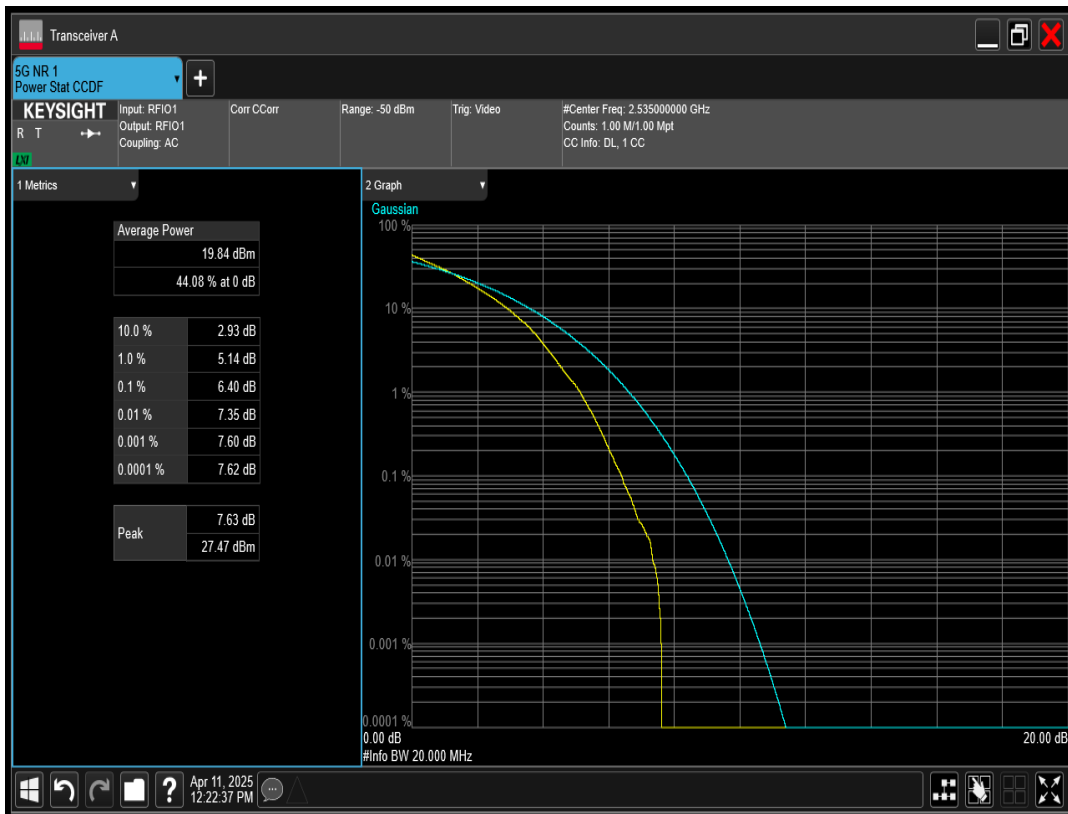 Transceiver A
5G NR 1
Power Stat CCDF
+
KEYSIGHT
R T
LXI
Input: RFIO1
Output: RFIO1
Coupling: AC
Corr CCorr
Range: -50 dBm
Trig: Video
#Center Freq: 2.535000000 GHz
Counts: 1.00 M/1.00 Mpt
CC Info: DL, 1 CC
1 Metrics
Average Power
19.84 dBm
44.08 % at 0 dB
10.0 % 2.93 dB
1.0 % 5.14 dB
0.1 % 6.40 dB
0.01 % 7.35 dB
0.001 % 7.60 dB
0.0001 % 7.62 dB
Peak
7.63 dB
27.47 dBm
2 Graph
Gaussian
100 %
10 %
1 %
0.1 %
0.01 %
0.001 %
0.0001 %
0.00 dB 20.00 dB
#Info BW 20.000 MHz
?
Apr 11, 2025
12:22:37 PM